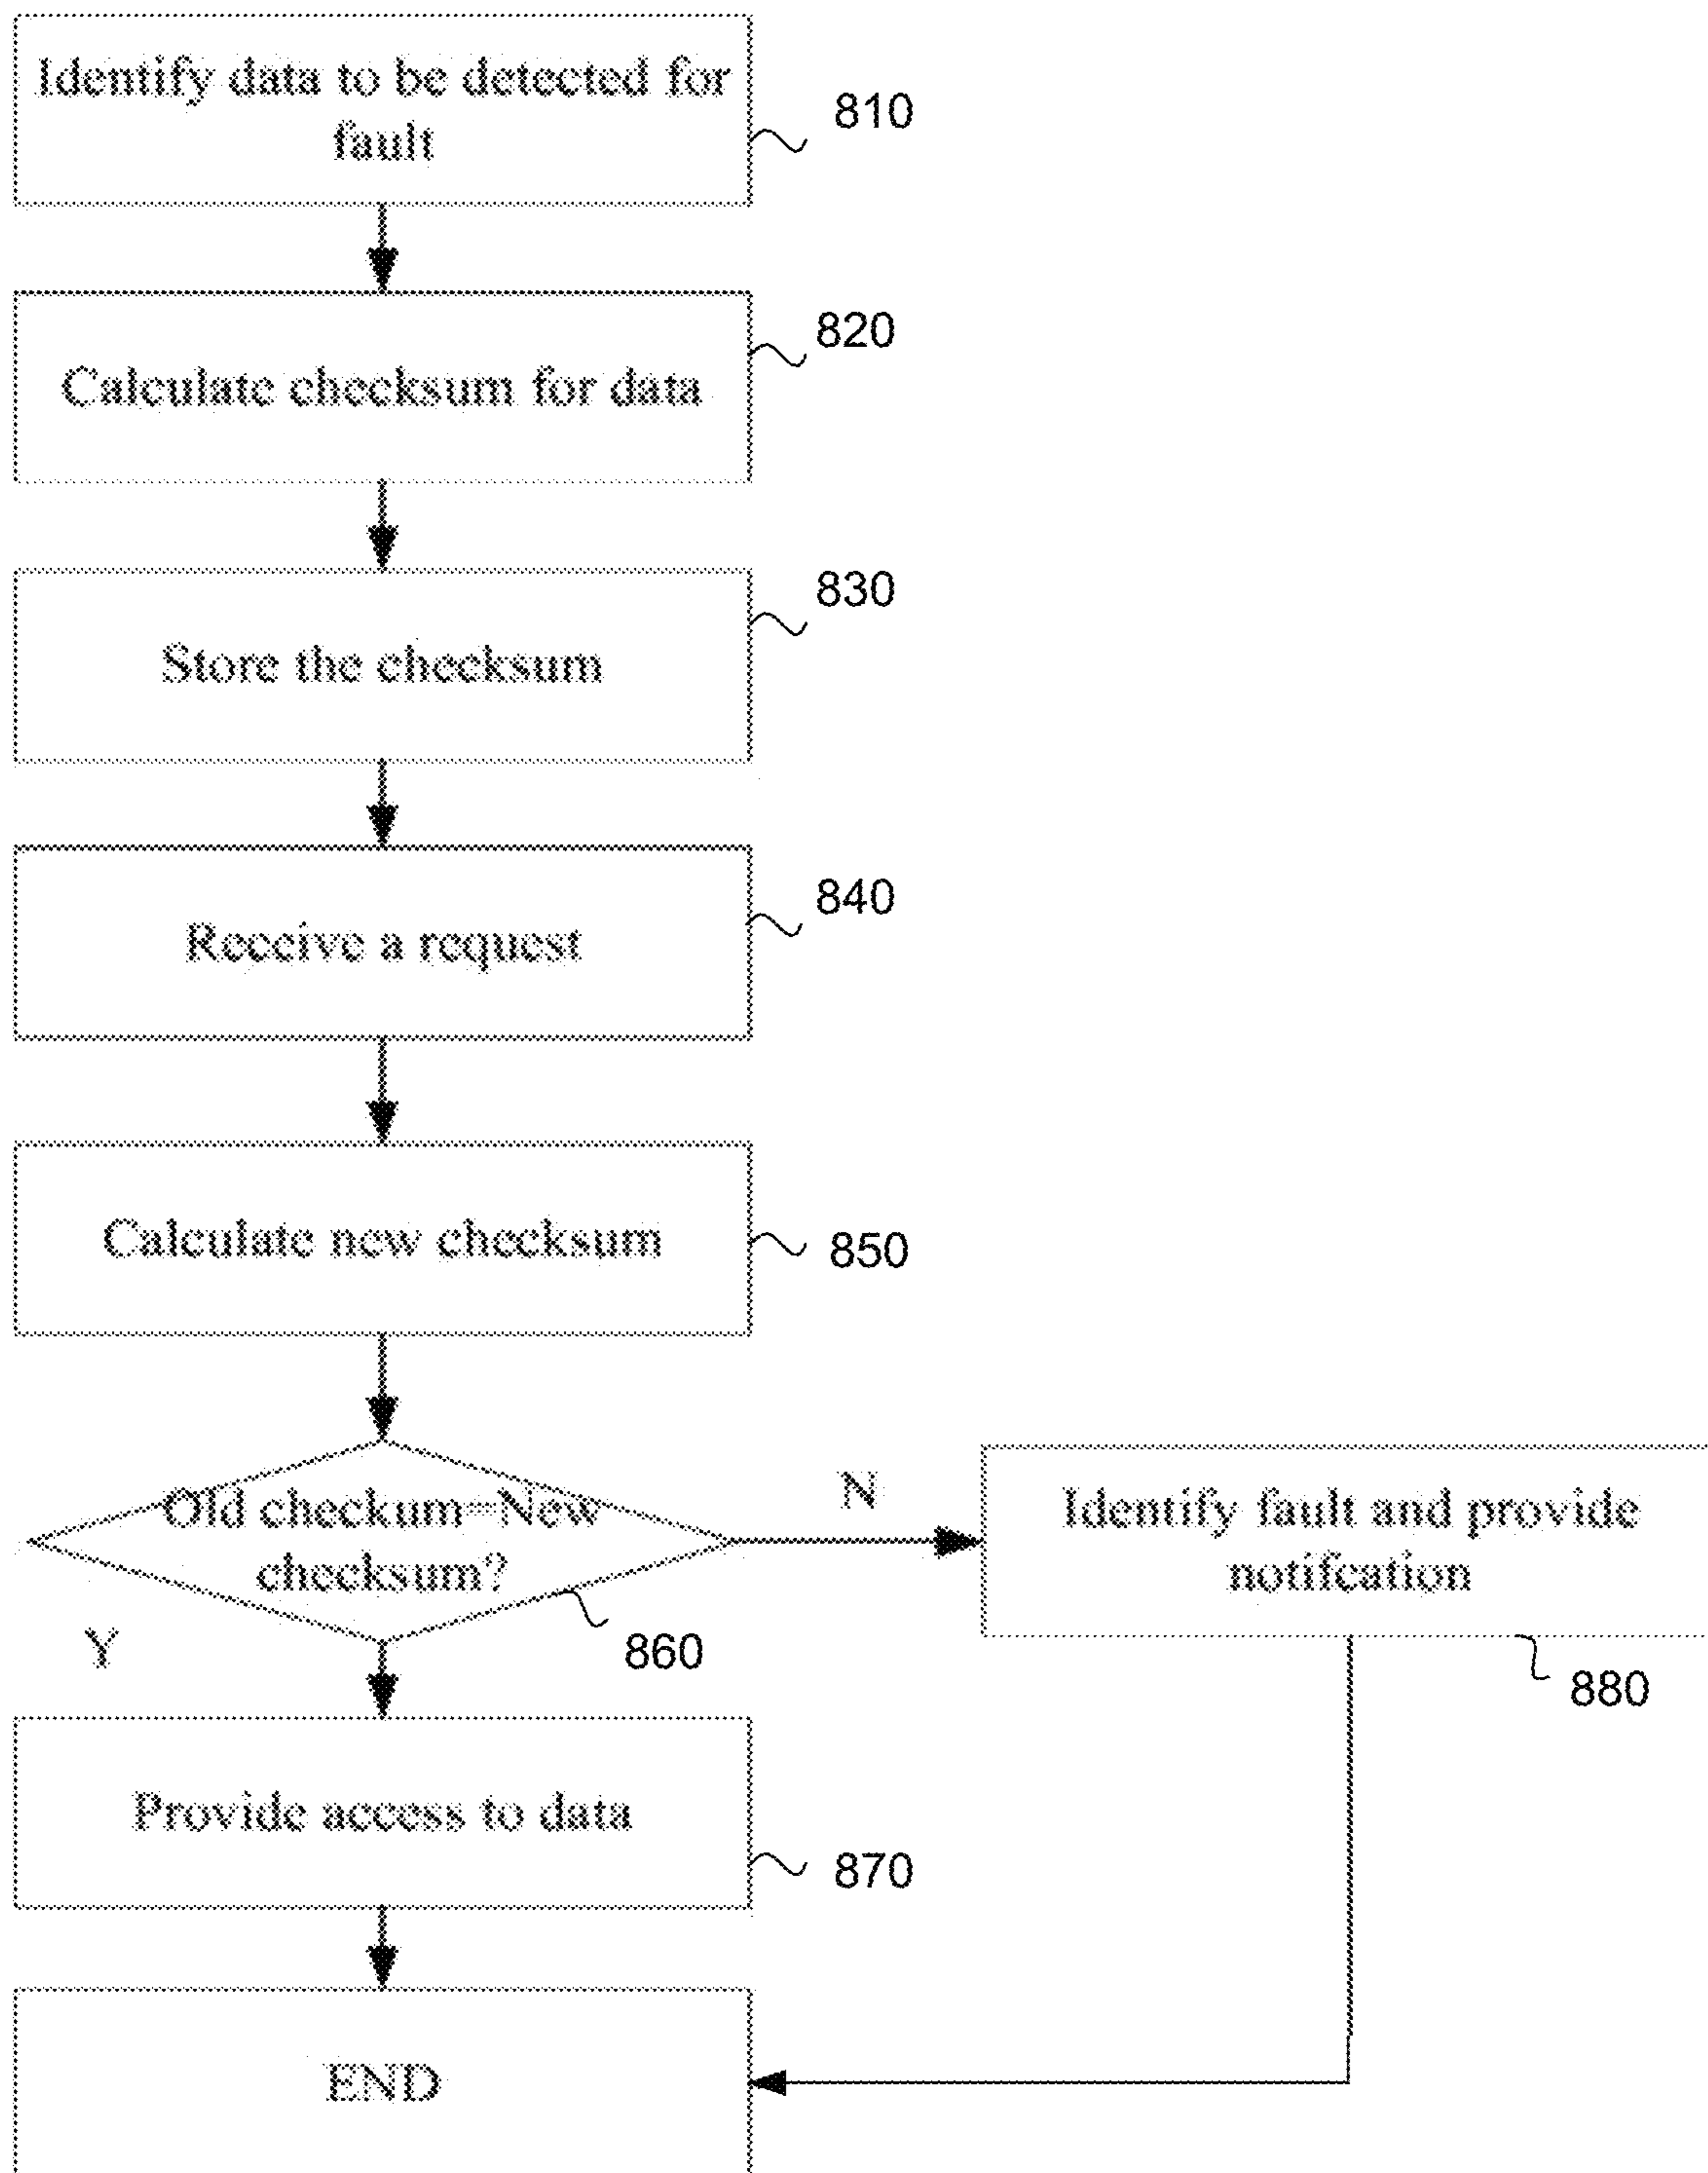 Identify data to be detected for
fault
810
Calculate checksum for data
820
Store the checksum
830
Receive a request
840
Calculate new checksum
850
Old checkum=New
checksum?
860
N
Identify fault and provide
notifcation
880
Y
Provide access to data
870
END